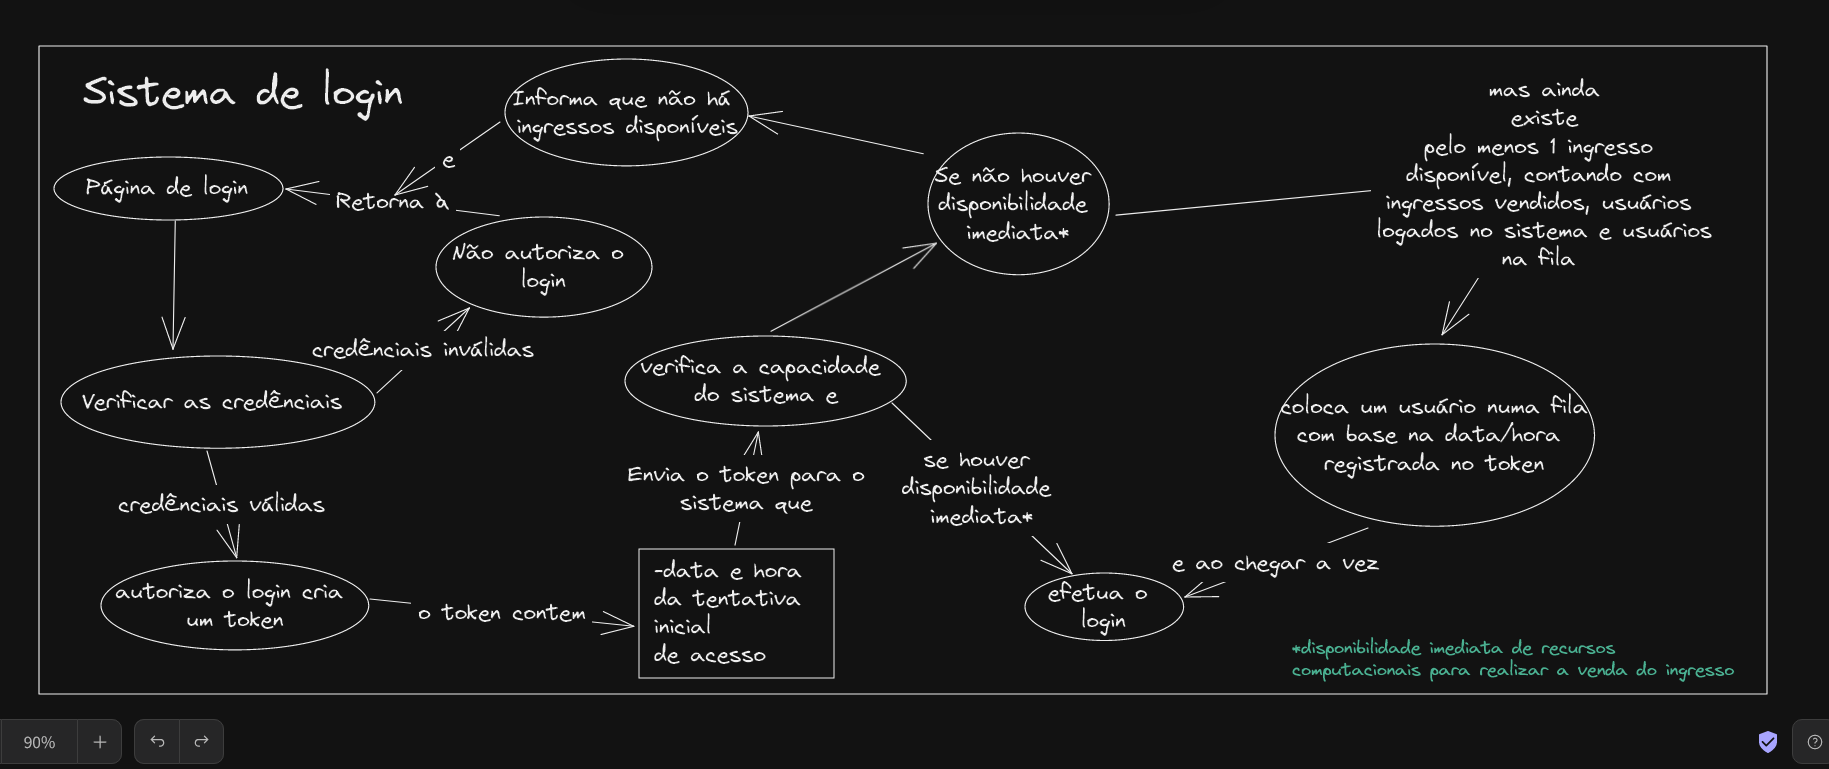 Sistema de login
Página de login
Informa que não há
ingressos disponíveis
e
Retorna à
Não autoriza o
login
credênciais inválidas
Verificar as credênciais
credênciais válidas
autoriza o login cria
um token
o token contem
-data e hora
da tentativa
inicial
de acesso
Envia o token para o
sistema que
verifica a capacidade
do sistema e
Se não houver
disponibilidade
imediata*
se houver
disponibilidade
imediata*
efetua o
login
mas ainda
existe
pelo menos 1 ingresso
disponível, contando com
ingressos vendidos, usuários
logados no sistema e usuários
na fila
coloca um usuário numa fila
com base na data/hora
registrada no token
e ao chegar a vez
*disponibilidade imediata de recursos
computacionais para realizar a venda do ingresso
90%